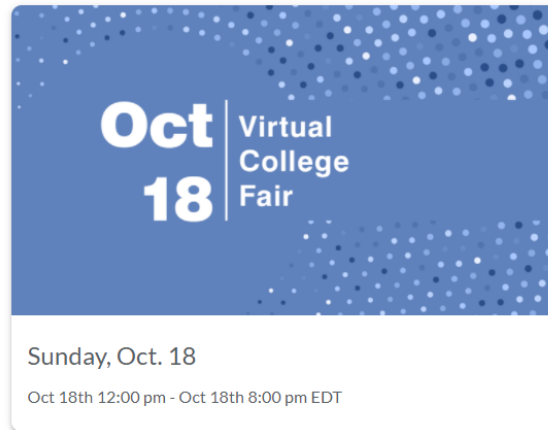 Oct
18
Virtual
College
Fair
Sunday, Oct. 18
Oct 18th 12:00 pm - Oct 18th 8:00 pm EDT